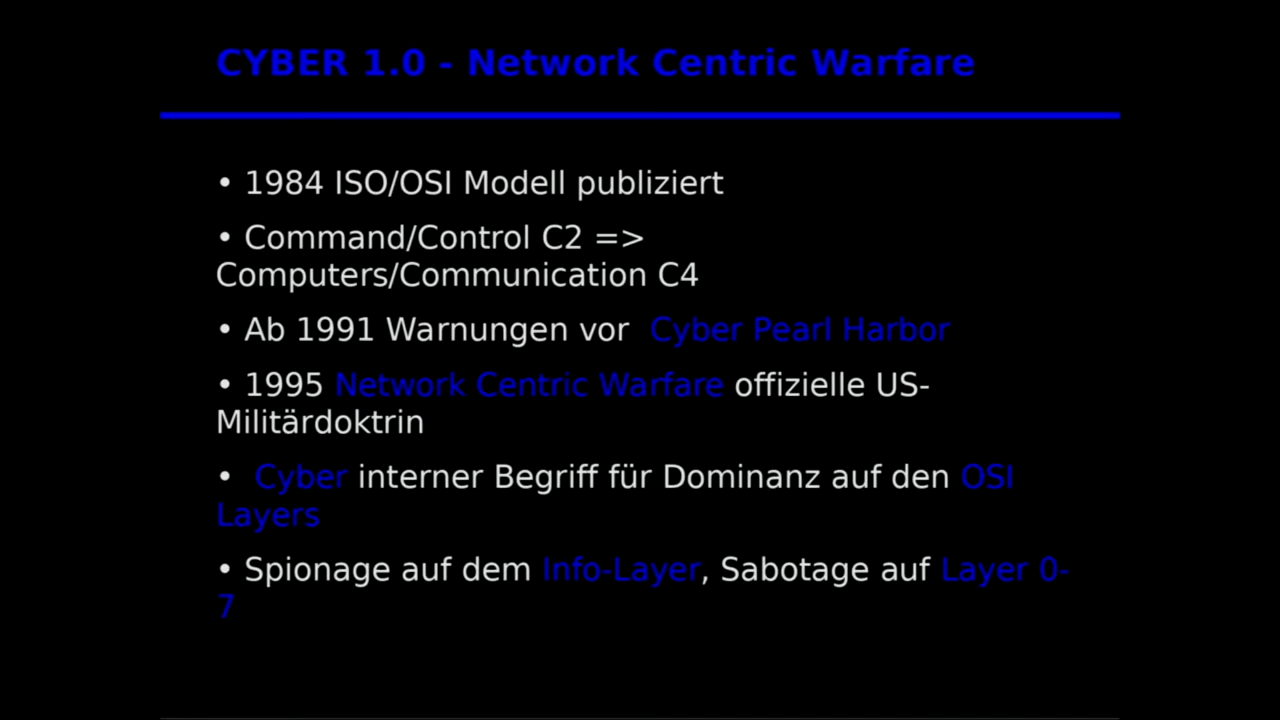 CYBER 1.0 - Network Centric Warfare
• 1984 ISO/OSI Modell publiziert
• Command/Control C2 =>
Computers/Communication C4
• Ab 1991 Warnungen vor Cyber Pearl Harbor
• 1995 Network Centric Warfare offizielle US-
Militärdoktrin
• Cyber interner Begriff für Dominanz auf den OSI
Layers
• Spionage auf dem Info-Layer, Sabotage auf Layer 0-
7